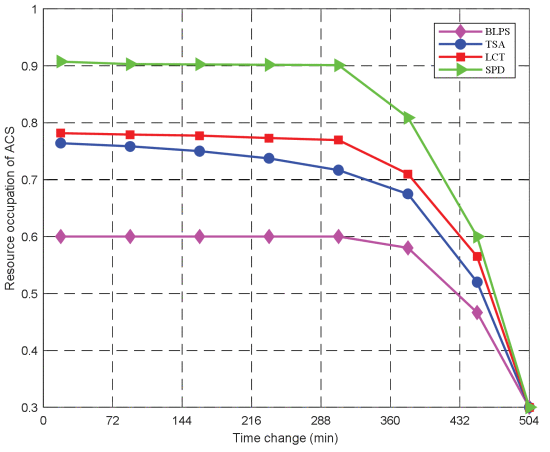 1
0.9
0.8
0.7
0.6
0.5
0.4
0.3
Resource occupation of ACS
BLPS
TSA
LCT
SPD
0 72 144 216 288 360 432 504
Time change (min)